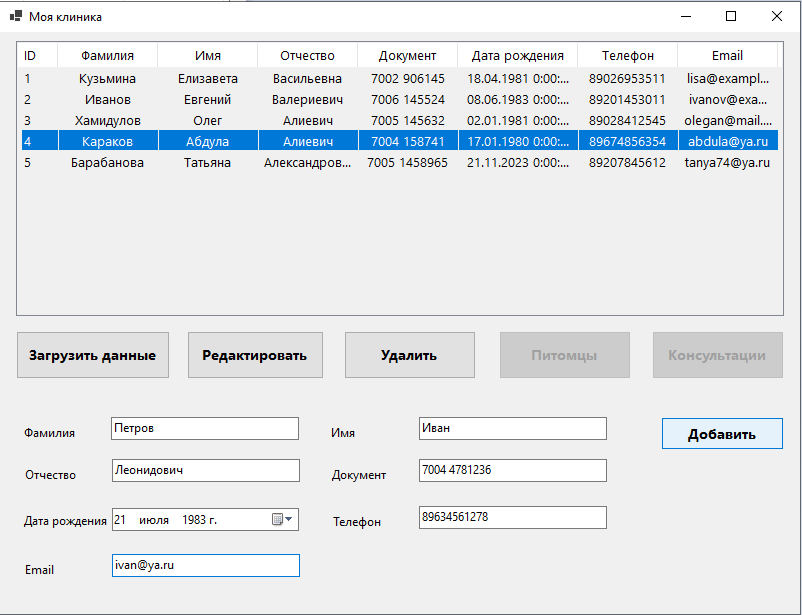 Моя клиника
ID Фамилия Имя Отчество Документ Дата рождения Телефон Email
1 Кузьмина Елизавета Васильевна 7002 906145 18.04.1981 0:00:... 89026953511 lisa@exampl...
2 Иванов Евгений Валериевич 7006 145524 08.06.1983 0:00:... 89201453011 ivanov@exa...
3 Хамидулов Олег Алиевич 7005 145632 02.01.1981 0:00:... 89028412545 olegan@mail....
4 Караков Абдула Алиевич 7004 158741 17.01.1980 0:00:... 89674856354 abdula@ya.ru
5 Барабанова Татьяна Александров... 7005 1458965 21.11.2023 0:00:... 89207845612 tanya74@ya.ru
Загрузить данные Редактировать Удалить Питомцы Консультации
Фамилия Петров Имя Иван Добавить
Отчество Леонидович Документ 7004 4781236
Дата рождения 21 июля 1983 г. Телефон 89634561278
Email ivan@ya.ru